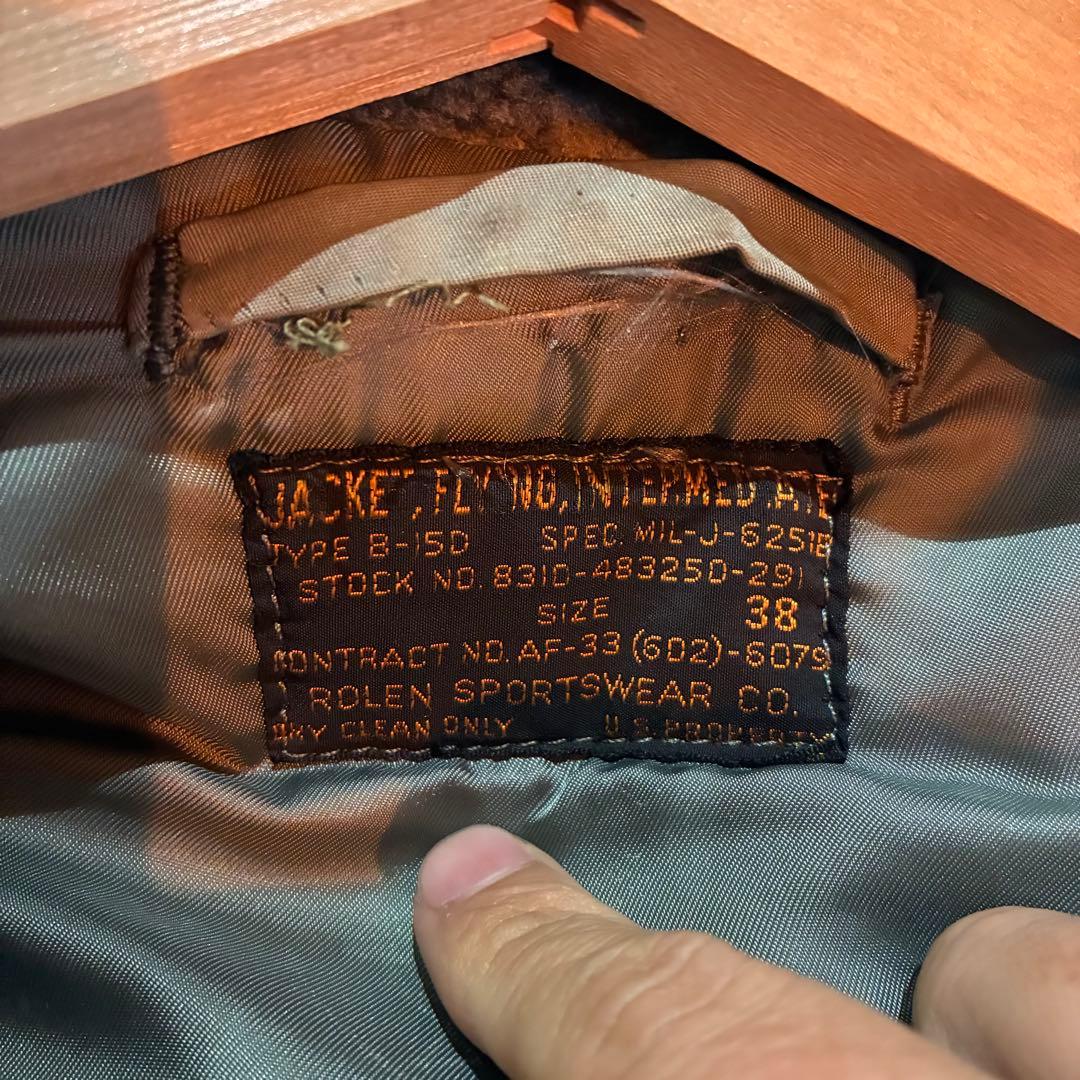 JACKET, FLYING, INTERMEDIATE
TYPE B-15D SPEC. MIL-J-6251B
STOCK NO. 8310-483250-291
SIZE 38
CONTRACT NO. AF-33 (602)-6079
ROLEN SPORTSWEAR CO.
DRY CLEAN ONLY U.S. PROPERTY